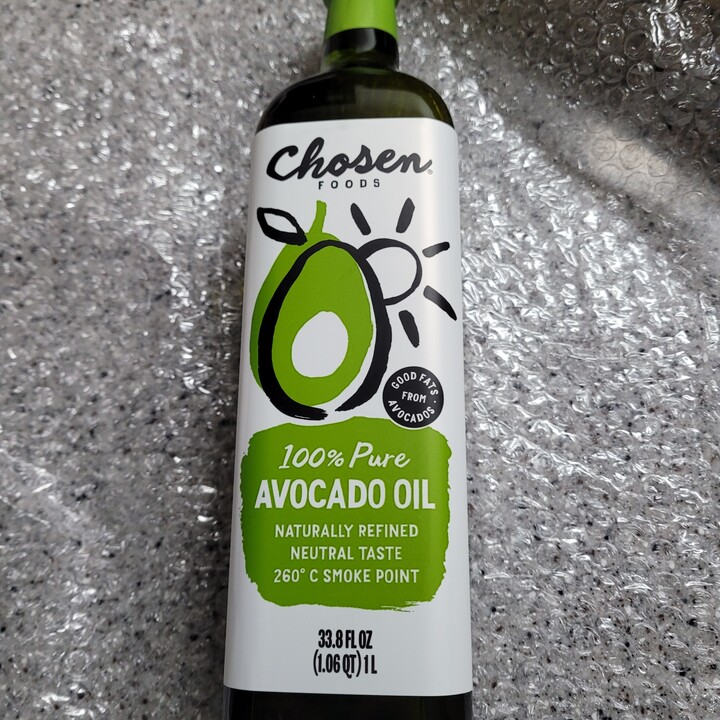 Chosen®
FOODS
GOOD FATS
FROM
AVOCADOS
100% Pure
AVOCADO OIL
NATURALLY REFINED
NEUTRAL TASTE
260° C SMOKE POINT
33.8 FL OZ
(1.06 QT) 1 L